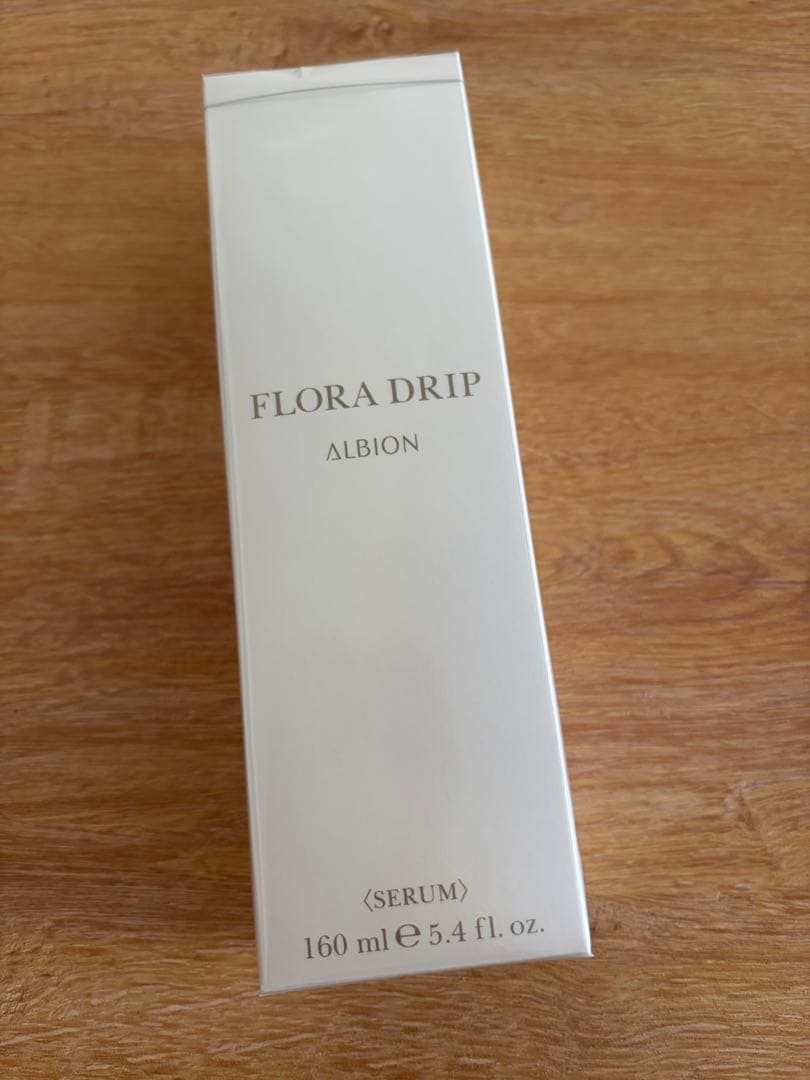 FLORA DRIP
ALBION
〈SERUM〉
160 ml ℮ 5.4 fl. oz.